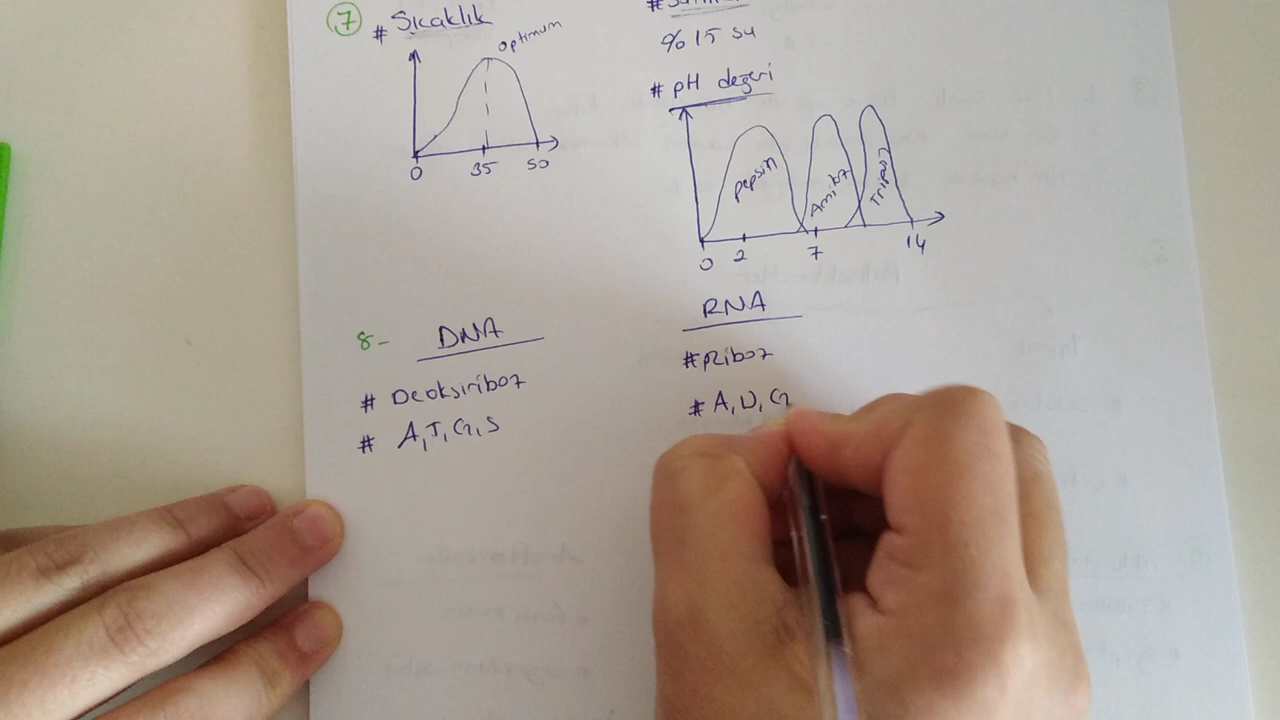 7 # Sıcaklık
optimum
0 35 50
% 15 su
# pH değeri
pepsin Amilaz Tripsin
0 2 7 14
8- DNA
# Deoksiriboz
# A, T, G, S
RNA
# Riboz
# A, U, G